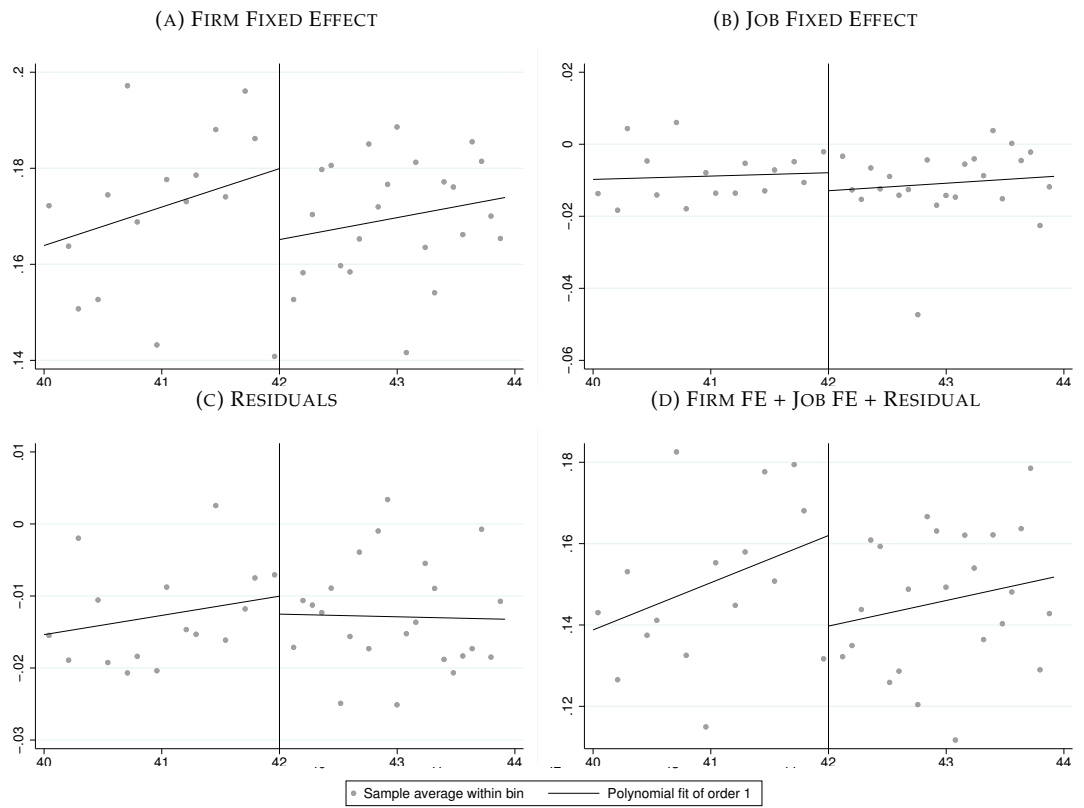 (A) FIRM FIXED EFFECT
(B) JOB FIXED EFFECT
.2
.18
.16
.14
40 41 42 43 44
.02
0
-.02
-.04
-.06
40 41 42 43 44
(C) RESIDUALS
(D) FIRM FE + JOB FE + RESIDUAL
.01
0
-.01
-.02
-.03
40 41 42 43 44
.18
.16
.14
.12
40 41 42 43 44
Sample average within bin Polynomial fit of order 1